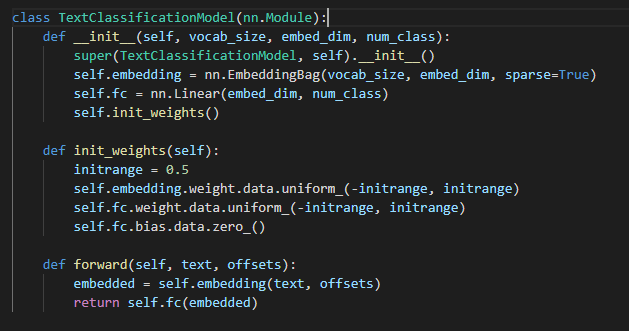 class TextClassificationModel(nn.Module):
    def __init__(self, vocab_size, embed_dim, num_class):
        super(TextClassificationModel, self).__init__()
        self.embedding = nn.EmbeddingBag(vocab_size, embed_dim, sparse=True)
        self.fc = nn.Linear(embed_dim, num_class)
        self.init_weights()

    def init_weights(self):
        initrange = 0.5
        self.embedding.weight.data.uniform_(-initrange, initrange)
        self.fc.weight.data.uniform_(-initrange, initrange)
        self.fc.bias.data.zero_()

    def forward(self, text, offsets):
        embedded = self.embedding(text, offsets)
        return self.fc(embedded)